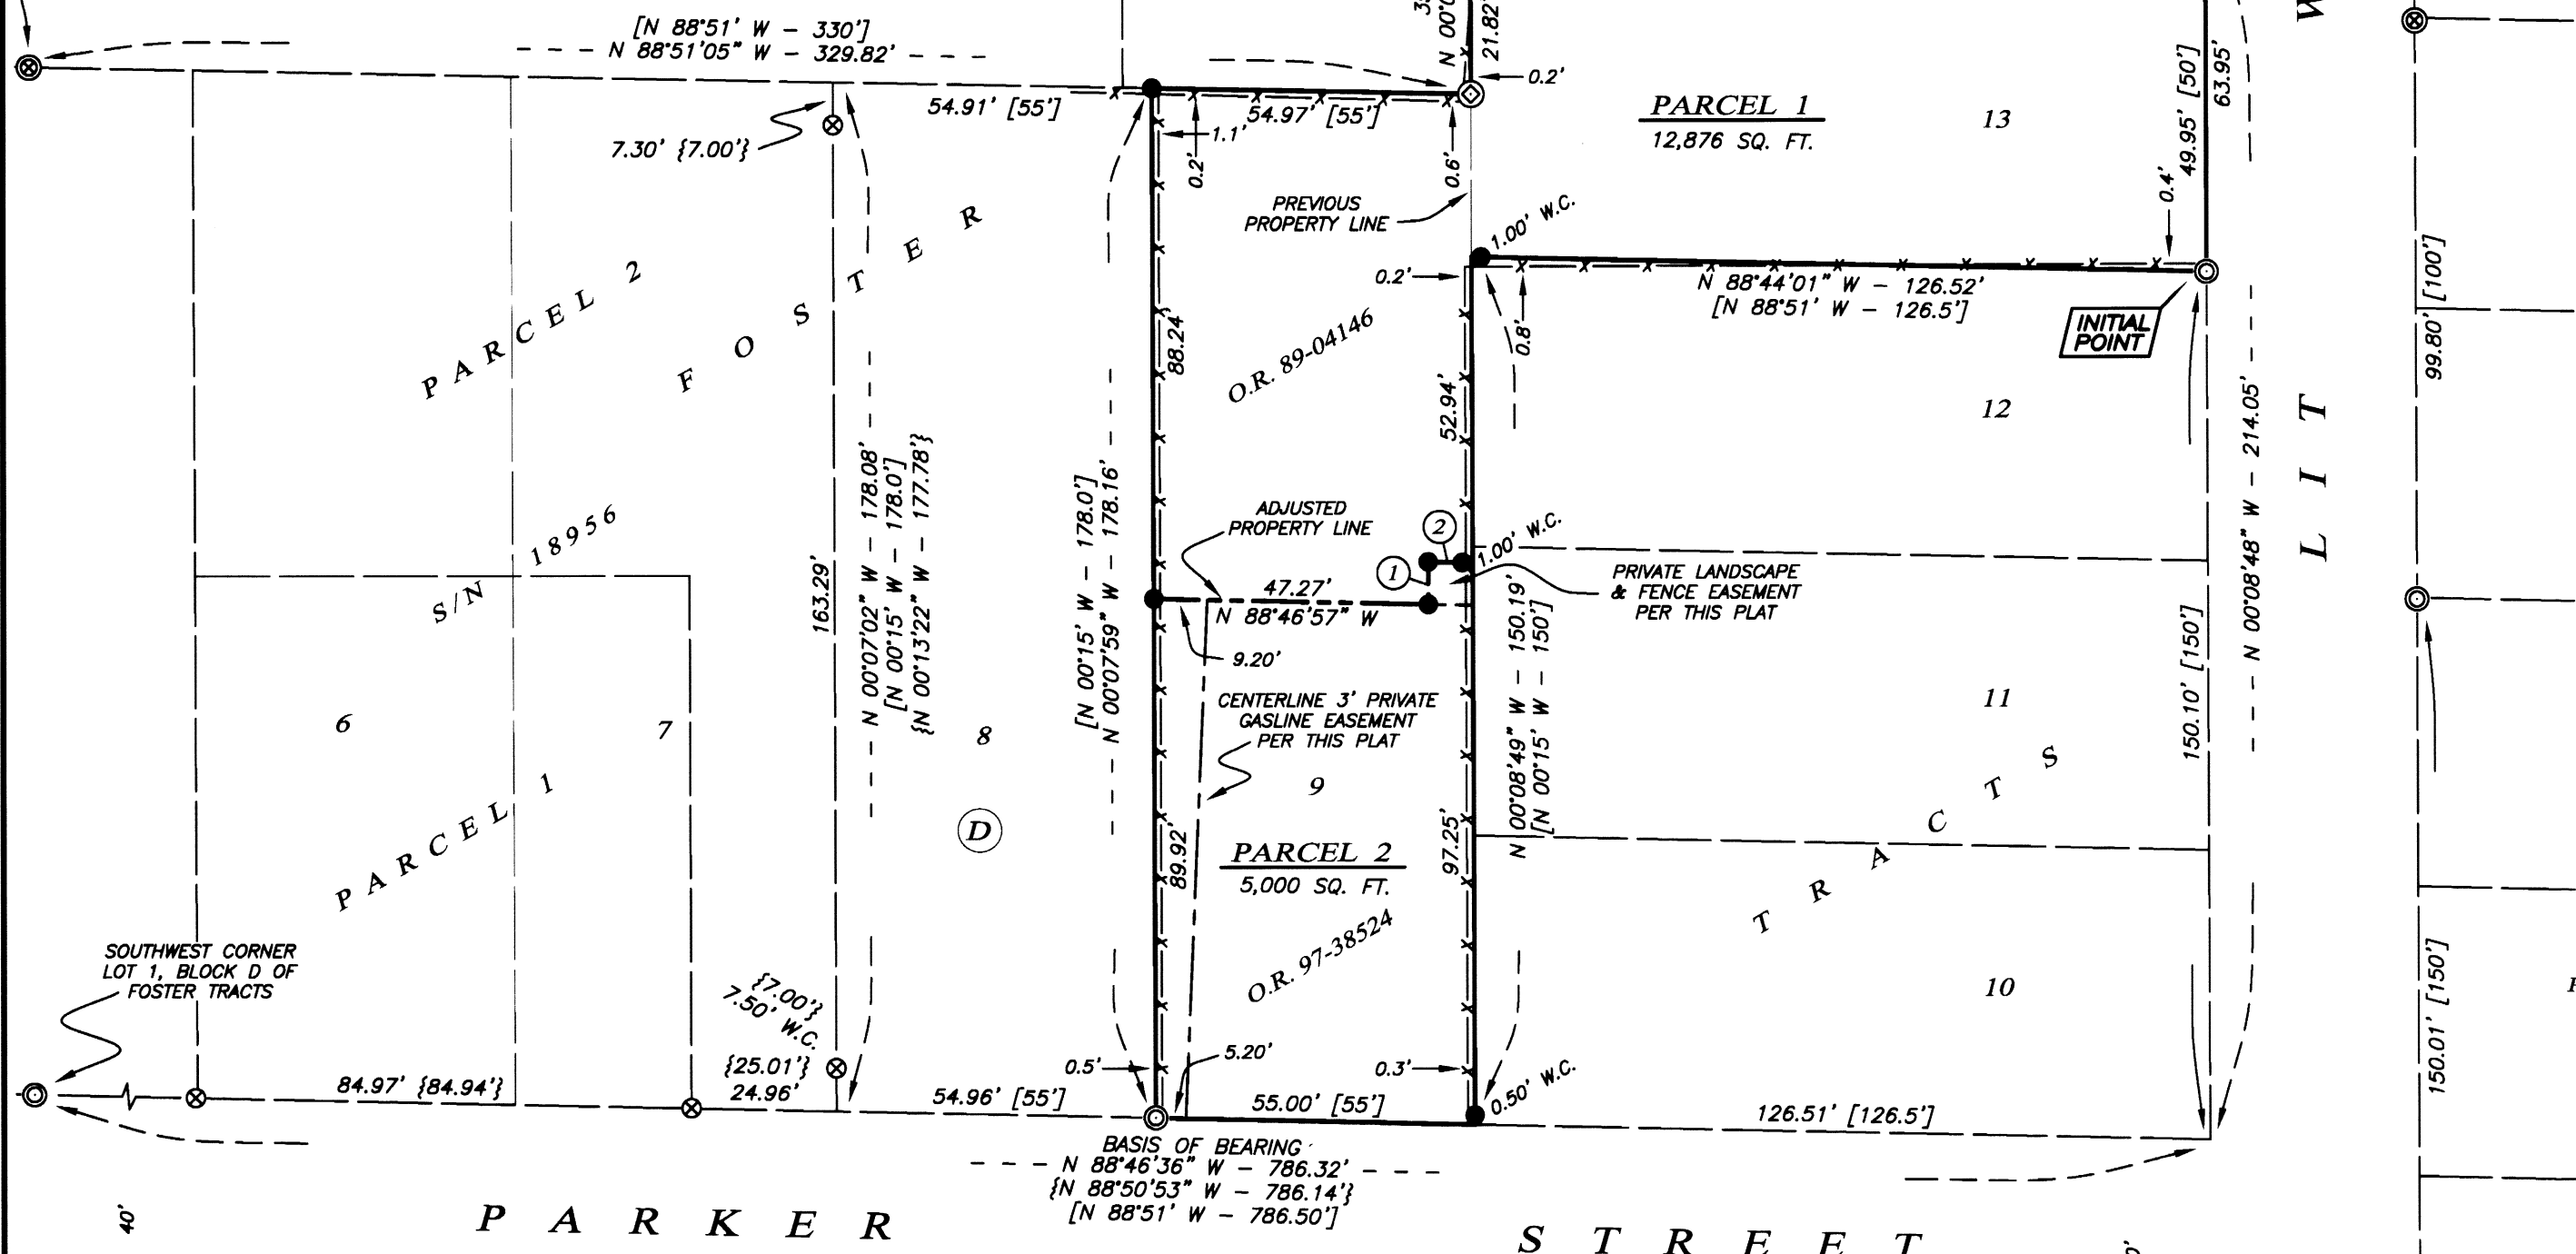 [N 88°51' W - 330']
N 88°51'05" W - 329.82'
N 00°
21.82'
0.2'
54.91' [55']
54.97' [55']
7.30' {7.00'}
1.1'
0.2'
0.6'
PARCEL 1
12,876 SQ. FT.
13
49.95' [50']
63.95'
0.4'
W
PREVIOUS
PROPERTY LINE
1.00' W.C.
0.2'
0.8'
N 88°44'01" W - 126.52'
[N 88°51' W - 126.5']
INITIAL
POINT
99.80' [100']
PARCEL 2
FOSTER
88.24'
O.R. 89-04146
52.94'
12
N 00°08'48" W - 214.05'
LIT
N 00°07'02" W - 178.08'
[N 00°15' W - 178.0']
{N 00°13'22" W - 177.78'}
[N 00°15' W - 178.0']
N 00°07'59" W - 178.16'
S/N 18956
163.29'
ADJUSTED
PROPERTY LINE
2
1
1.00' W.C.
47.27'
N 88°46'57" W
PRIVATE LANDSCAPE
& FENCE EASEMENT
PER THIS PLAT
9.20'
N 00°08'49" W - 150.19'
[N 00°15' W - 150']
150.10' [150']
CENTERLINE 3' PRIVATE
GASLINE EASEMENT
PER THIS PLAT
6
7
8
9
11
PARCEL 1
D
89.92'
97.25'
PARCEL 2
5,000 SQ. FT.
TRACTS
O.R. 97-38524
10
SOUTHWEST CORNER
LOT 1, BLOCK D OF
FOSTER TRACTS
{7.00'}
7.50' W.C.
150.01' [150']
84.97' {84.94'}
{25.01'}
24.96'
54.96' [55']
0.5'
5.20'
0.3'
0.50' W.C.
55.00' [55']
126.51' [126.5']
BASIS OF BEARING
N 88°46'36" W - 786.32'
{N 88°50'53" W - 786.14'}
[N 88°51' W - 786.50']
40'
PARKER STREET